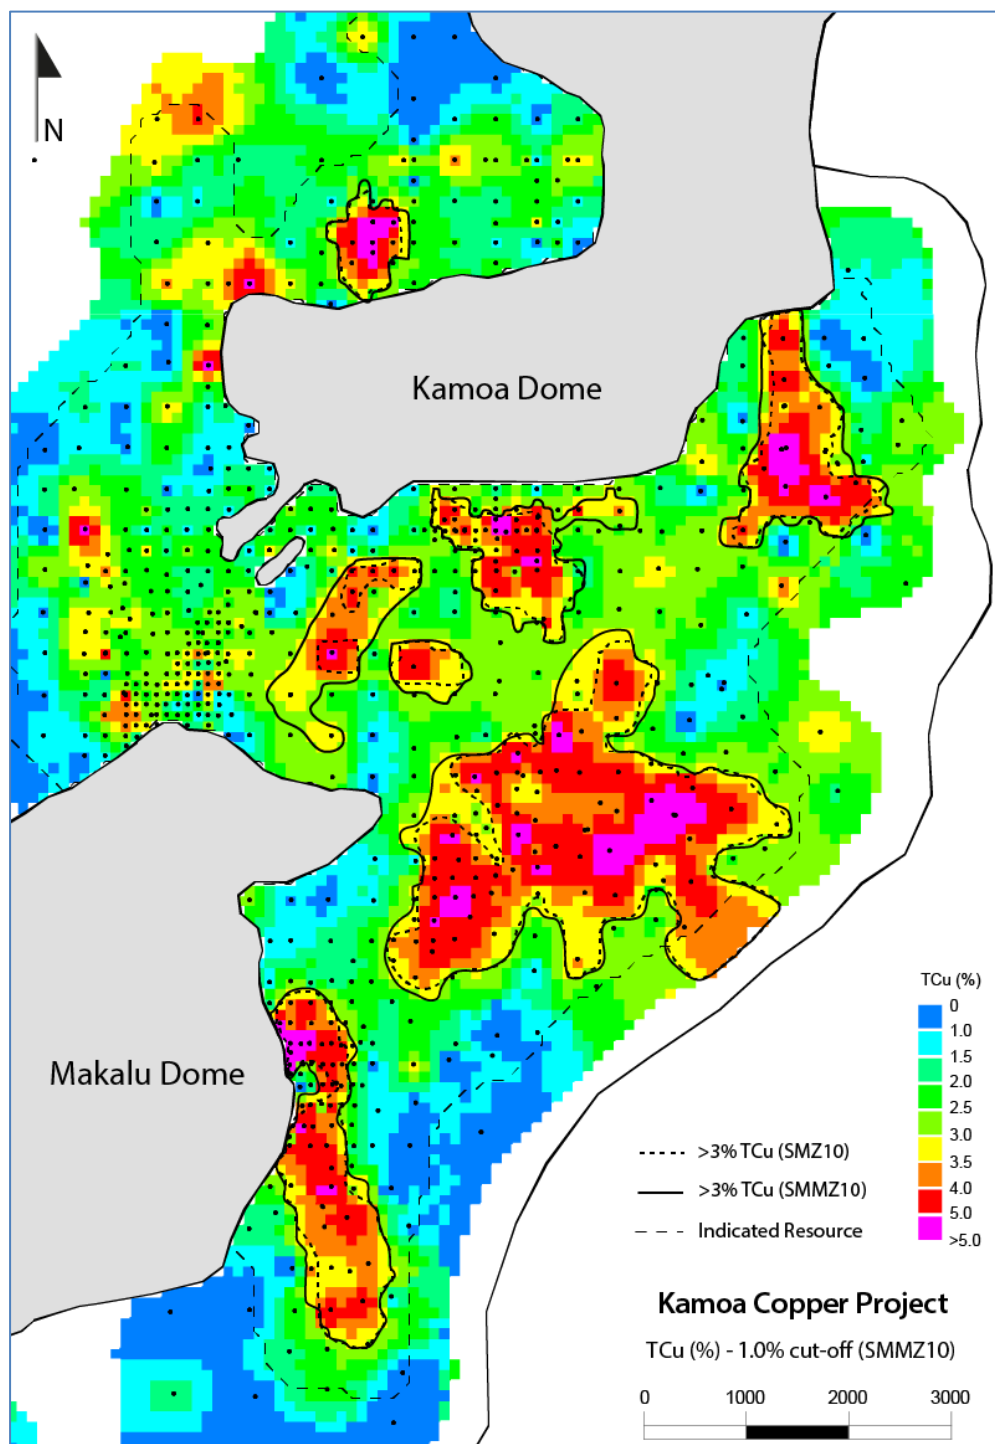 N
Kamoa Dome
Makalu Dome
TCu (%)
0
1.0
1.5
2.0
2.5
3.0
3.5
4.0
5.0
>5.0
>3% TCu (SMZ10)
>3% TCu (SMMZ10)
Indicated Resource
Kamoa Copper Project
TCu (%) - 1.0% cut-off (SMMZ10)
0 1000 2000 3000